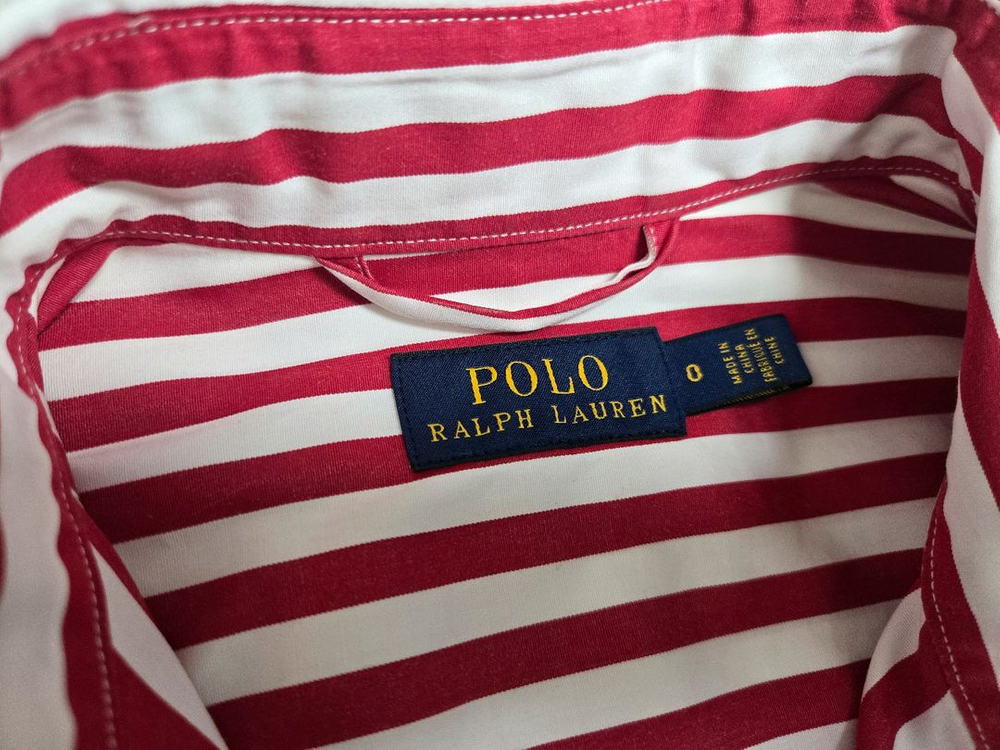 POLO
RALPH LAUREN
0
MADE IN
CHINA
FABRIQUÉ EN
CHINE